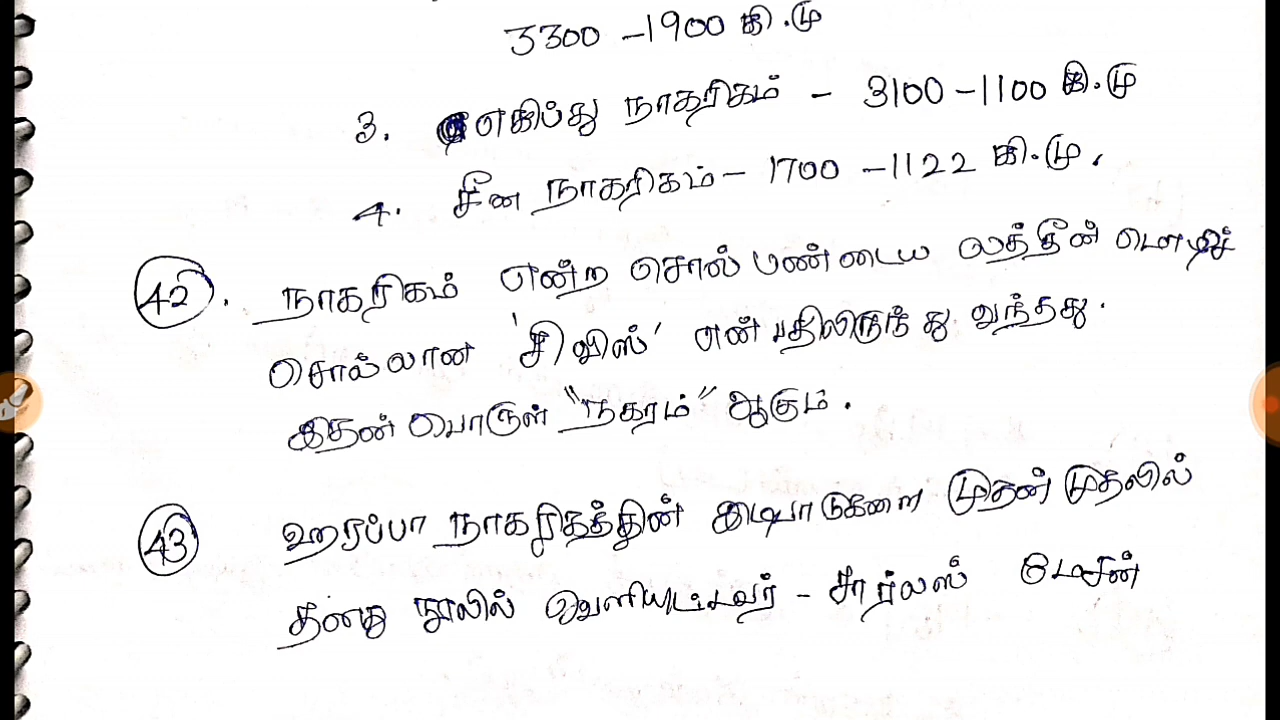 3300 - 1900 கி.மு
3. எகிப்து நாகரிகம் - 3100 - 1100 கி.மு
4. சீன நாகரிகம் - 1700 - 1122 கி.மு.
42. நாகரிகம் என்ற சொல் பண்டைய லத்தீன் மொழிச்
சொல்லான 'சிவிஸ்' என்பதிலிருந்து வந்தது.
இதன் பொருள் "நகரம்" ஆகும்.
43 ஹரப்பா நாகரிகத்தின் இடிபாடுகளை முதன் முதலில்
தனது நூலில் வெளியிட்டவர் - சார்லஸ் மேசன்